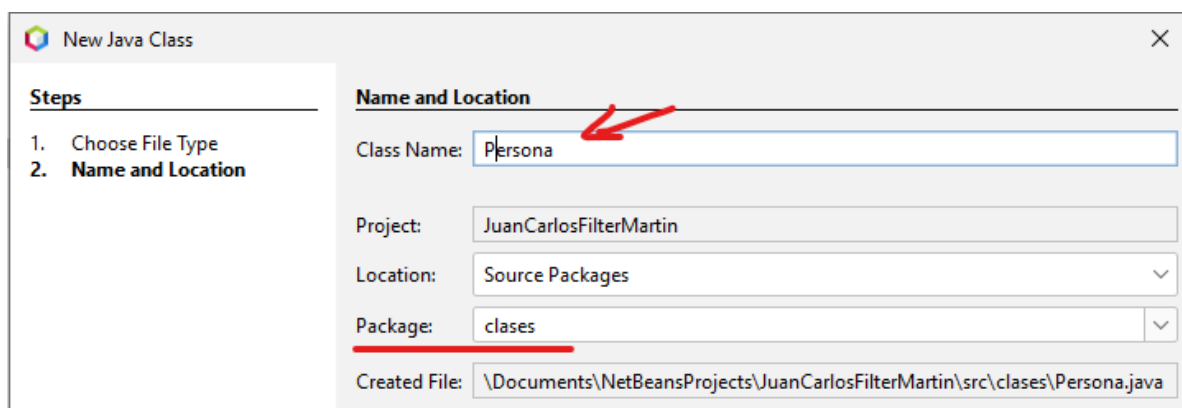 New Java Class
Steps
1. Choose File Type
2. Name and Location
Name and Location
Class Name: Persona
Project: JuanCarlosFilterMartin
Location: Source Packages
Package: clases
Created File: \Documents\NetBeansProjects\JuanCarlosFilterMartin\src\clases\Persona.java